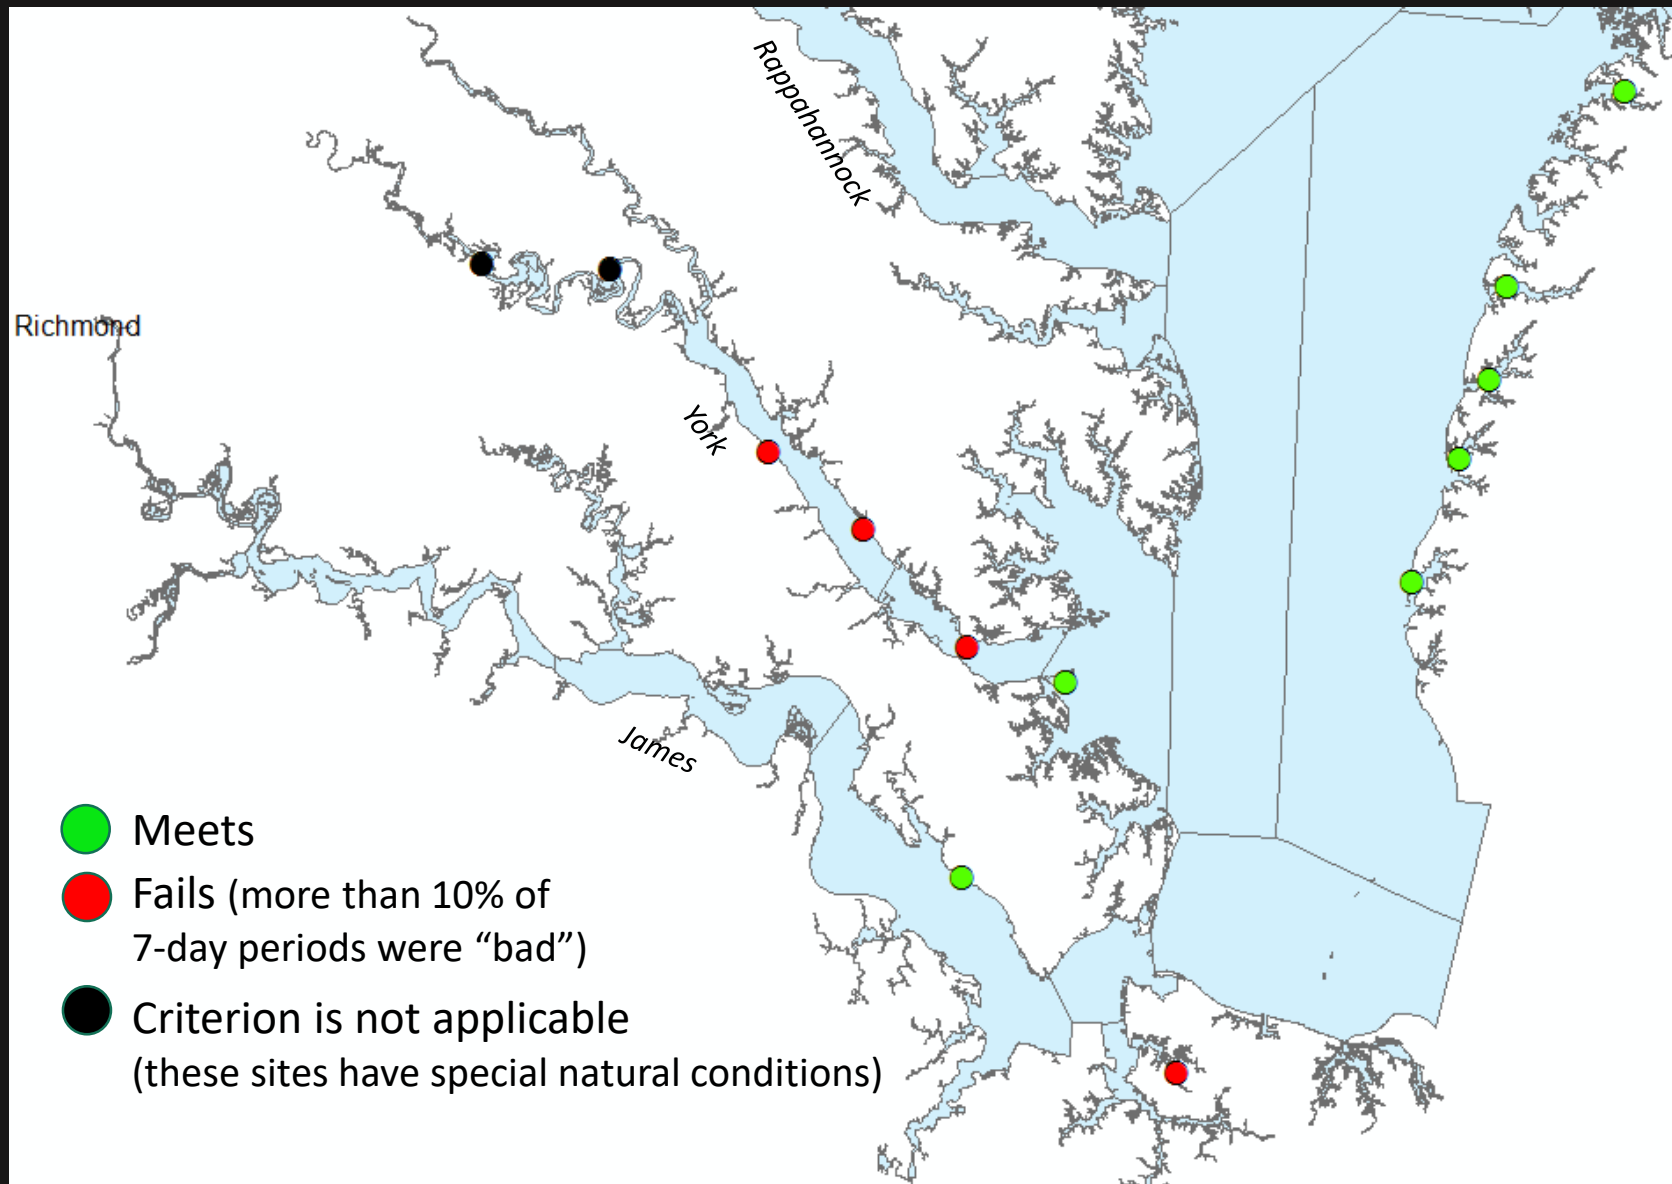 Rappahannock
Richmond
York
James
Meets
Fails (more than 10% of
7-day periods were “bad”)
Criterion is not applicable
(these sites have special natural conditions)